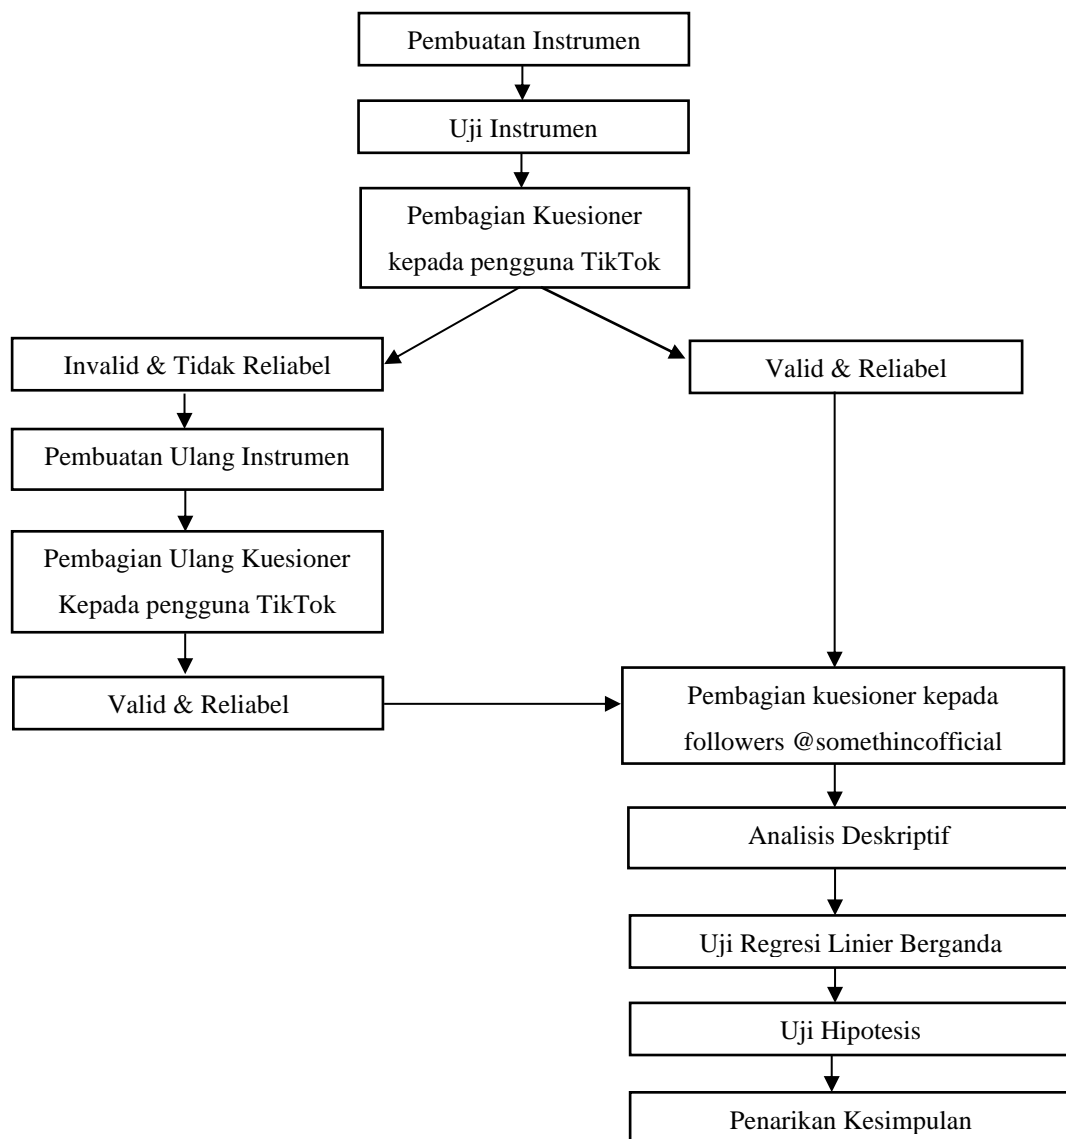 Pembuatan Instrumen
Uji Instrumen
Pembagian Kuesioner
kepada pengguna TikTok
Invalid & Tidak Reliabel
Valid & Reliabel
Pembuatan Ulang Instrumen
Pembagian Ulang Kuesioner
Kepada pengguna TikTok
Valid & Reliabel
Pembagian kuesioner kepada
followers @somethincofficial
Analisis Deskriptif
Uji Regresi Linier Berganda
Uji Hipotesis
Penarikan Kesimpulan